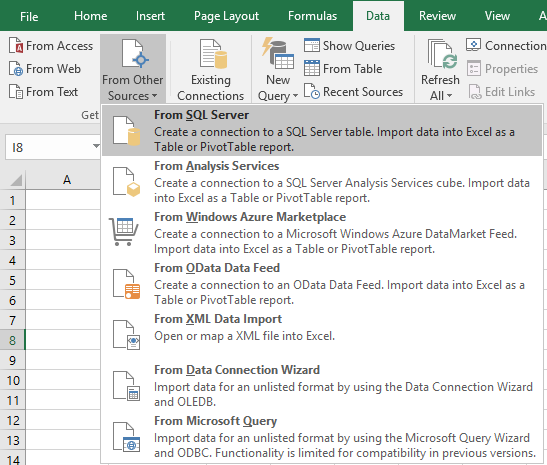 File Home Insert Page Layout Formulas Data Review View A
From Access
From Web
From Text
From Other
Sources
Existing
Connections
New
Query
Show Queries
From Table
Recent Sources
Refresh
All
Connection
Properties
Edit Links
Get
I8
From SQL Server
Create a connection to a SQL Server table. Import data into Excel as a
Table or PivotTable report.
From Analysis Services
Create a connection to a SQL Server Analysis Services cube. Import data
into Excel as a Table or PivotTable report.
From Windows Azure Marketplace
Create a connection to a Microsoft Windows Azure DataMarket Feed.
Import data into Excel as a Table or PivotTable report.
From OData Data Feed
Create a connection to an OData Data Feed. Import data into Excel as a
Table or PivotTable report.
From XML Data Import
Open or map a XML file into Excel.
From Data Connection Wizard
Import data for an unlisted format by using the Data Connection Wizard
and OLEDB.
From Microsoft Query
Import data for an unlisted format by using the Microsoft Query Wizard
and ODBC. Functionality is limited for compatibility in previous versions.
A
1
2
3
4
5
6
7
8
9
10
11
12
13
14